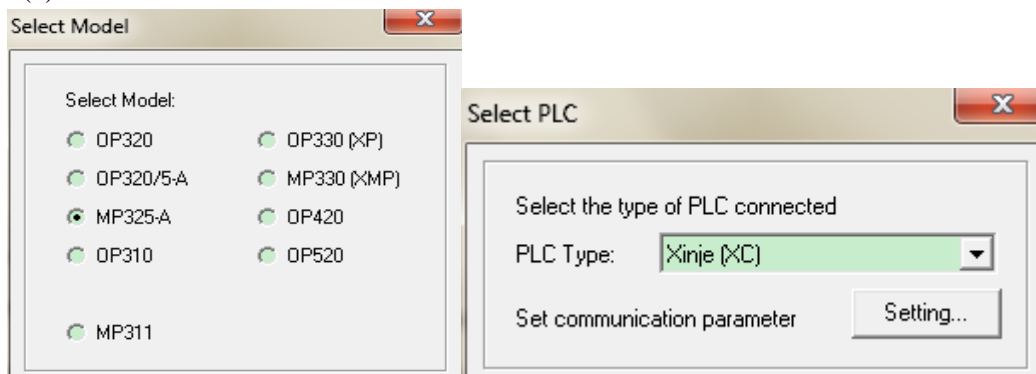 Select Model
Select Model:
OP320
OP330 (XP)
OP320/5-A
MP330 (XMP)
MP325-A
OP420
OP310
OP520
MP311
Select PLC
Select the type of PLC connected
PLC Type: Xinje (XC)
Set communication parameter Setting...